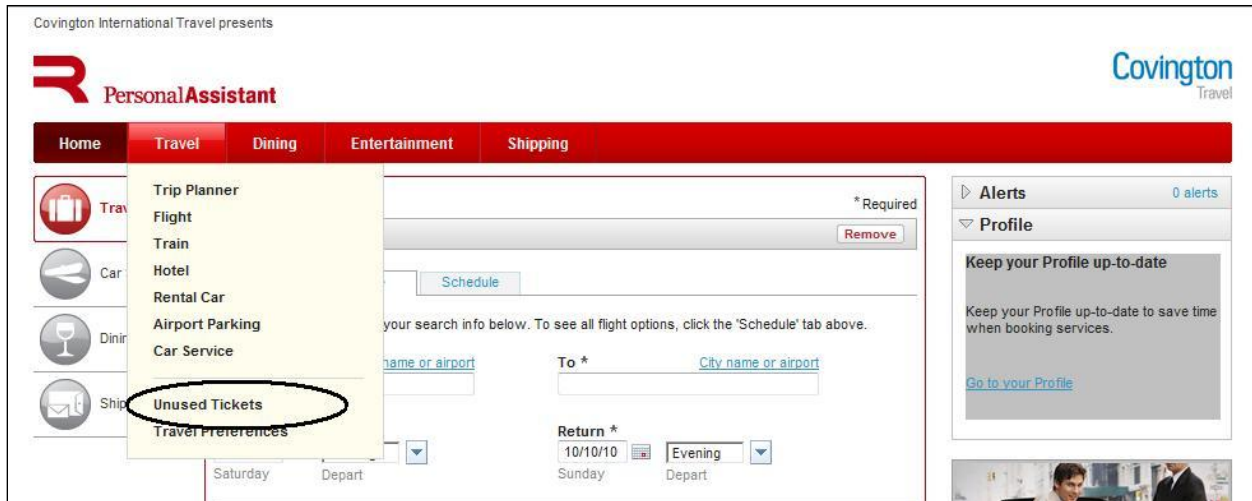 Covington International Travel presents
PersonalAssistant
Covington
Travel
Home Travel Dining Entertainment Shipping
Trip Planner
Flight
Train
Hotel
Rental Car
Airport Parking
Car Service
Unused Tickets
Travel Preferences
Car
* Required
Remove
Schedule
your search info below. To see all flight options, click the 'Schedule' tab above.
name or airport
To * City name or airport
Return *
10/10/10 Evening
Saturday Depart Sunday Depart
Alerts 0 alerts
Profile
Keep your Profile up-to-date
Keep your Profile up-to-date to save time
when booking services.
Go to your Profile